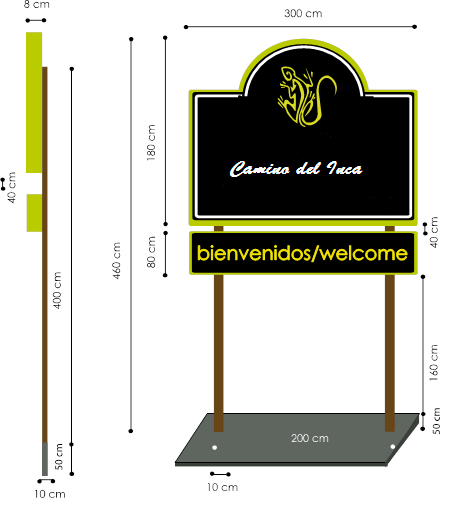 8 cm
300 cm
180 cm
40 cm
Camino del Inca
40 cm
bienvenidos/welcome
80 cm
460 cm
400 cm
160 cm
50 cm
200 cm
50 cm
10 cm
10 cm